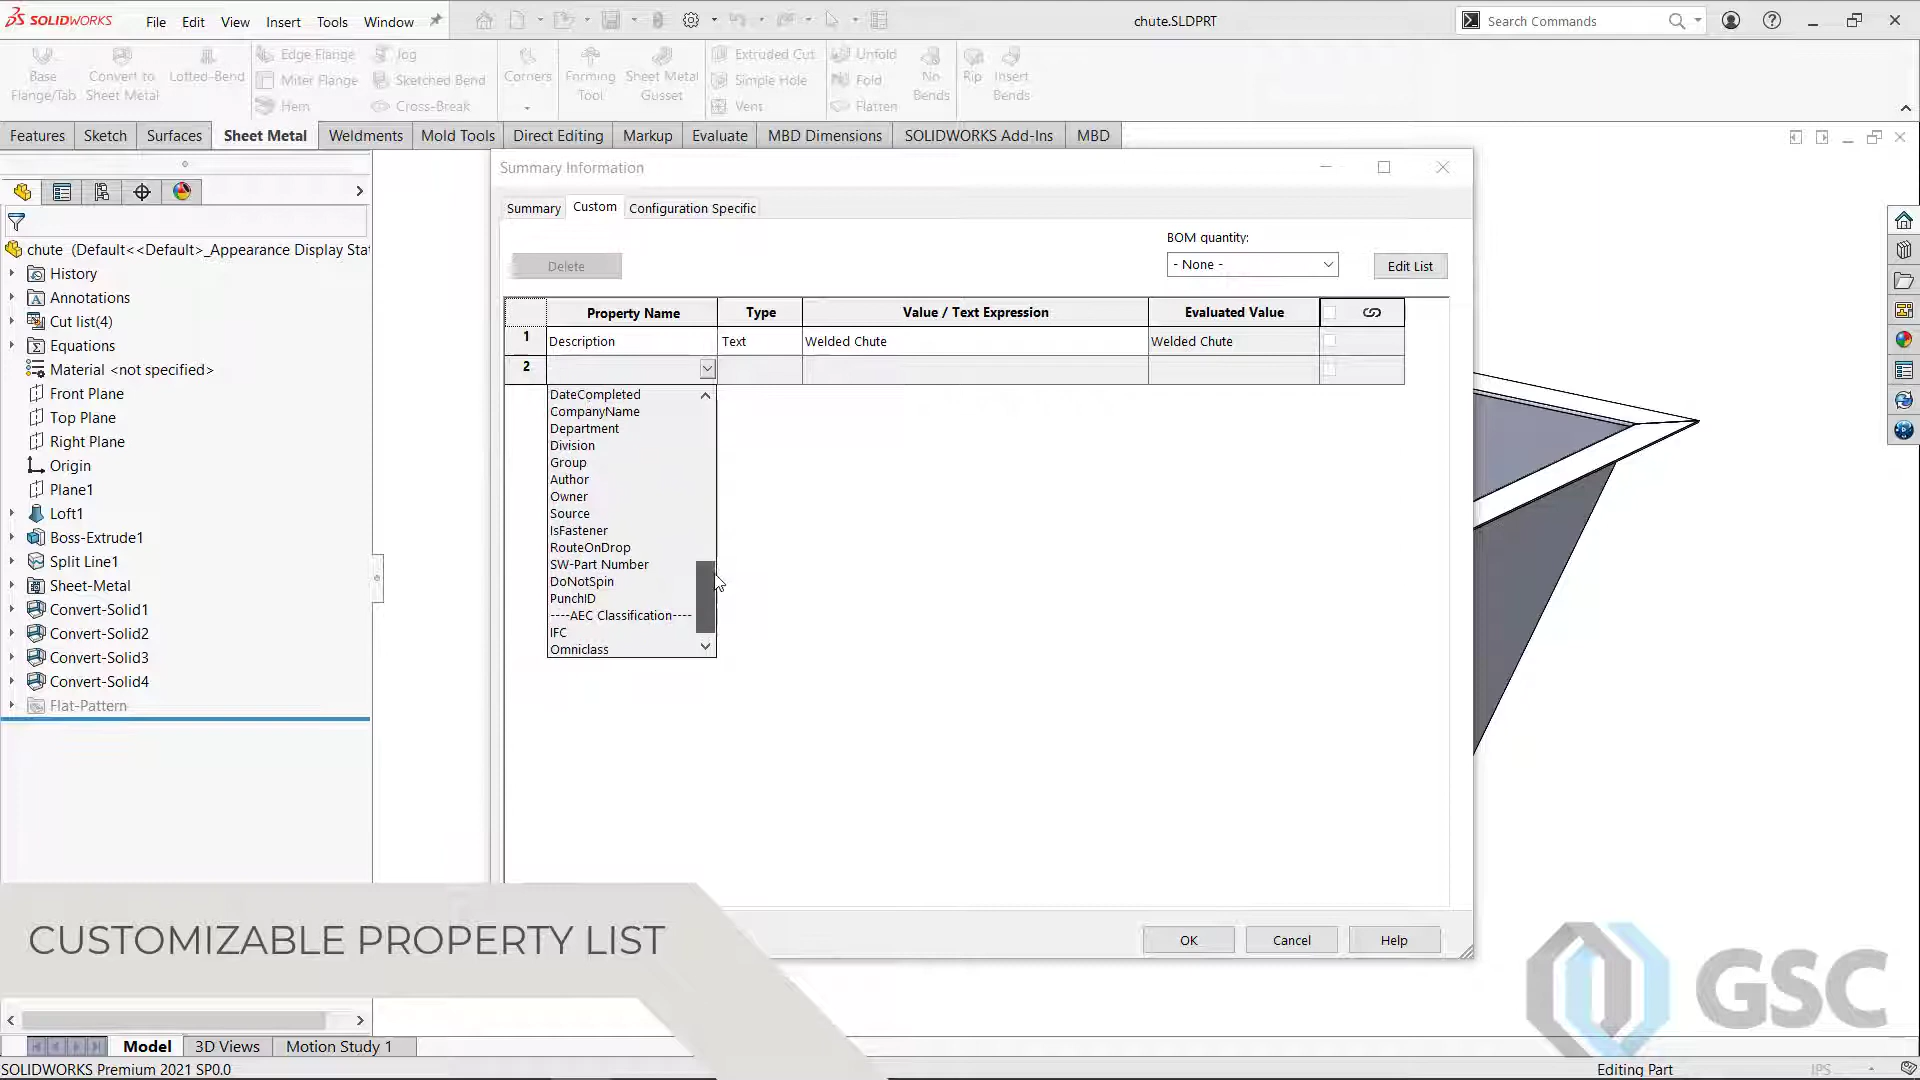 SOLIDWORKS File Edit View Insert Tools Window chute.SLDPRT Search Commands
Base Flange/Tab
Convert to Sheet Metal
Lofted-Bend
Edge Flange
Miter Flange
Hem
Jog
Sketched Bend
Cross-Break
Corners
Forming Tool
Sheet Metal Gusset
Extruded Cut
Simple Hole
Vent
Unfold
Fold
Flatten
No Bends
Rip
Insert Bends
Features Sketch Surfaces Sheet Metal Weldments Mold Tools Direct Editing Markup Evaluate MBD Dimensions SOLIDWORKS Add-Ins MBD
chute (Default<<Default>_Appearance Display Sta
History
Annotations
Cut list(4)
Equations
Material <not specified>
Front Plane
Top Plane
Right Plane
Origin
Plane1
Loft1
Boss-Extrude1
Split Line1
Sheet-Metal
Convert-Solid1
Convert-Solid2
Convert-Solid3
Convert-Solid4
Flat-Pattern
Summary Information
Summary Custom Configuration Specific
BOM quantity:
Delete - None - Edit List
Property Name Type Value / Text Expression Evaluated Value
1 Description Text Welded Chute Welded Chute
2
DateCompleted
CompanyName
Department
Division
Group
Author
Owner
Source
IsFastener
RouteOnDrop
SW-Part Number
DoNotSpin
PunchID
----AEC Classification----
IFC
Omniclass
OK Cancel Help
CUSTOMIZABLE PROPERTY LIST
GSC
Model 3D Views Motion Study 1
SOLIDWORKS Premium 2021 SP0.0 Editing Part IPS